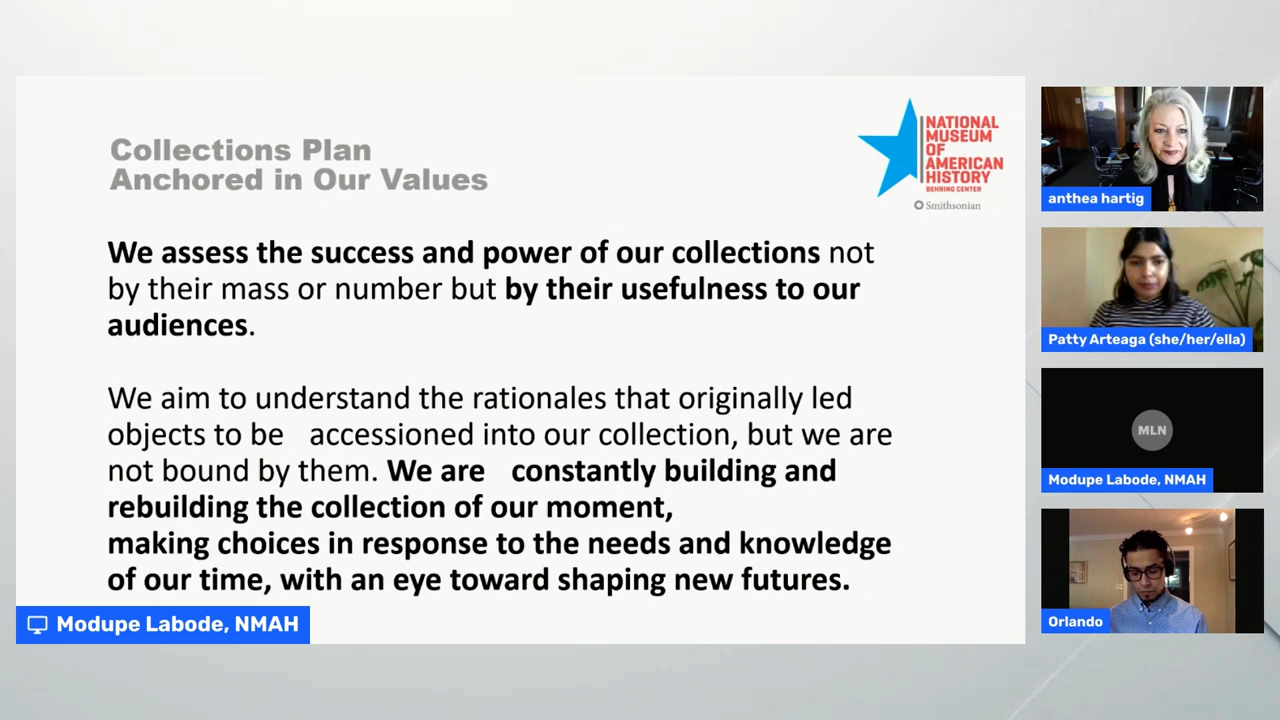 Collections Plan
Anchored in Our Values
NATIONAL
MUSEUM
OF
AMERICAN
HISTORY
BEHRING CENTER
Smithsonian
We assess the success and power of our collections not
by their mass or number but by their usefulness to our
audiences.
We aim to understand the rationales that originally led
objects to be accessioned into our collection, but we are
not bound by them. We are constantly building and
rebuilding the collection of our moment,
making choices in response to the needs and knowledge
of our time, with an eye toward shaping new futures.
Modupe Labode, NMAH
anthea hartig
Patty Arteaga (she/her/ella)
MLN
Modupe Labode, NMAH
Orlando